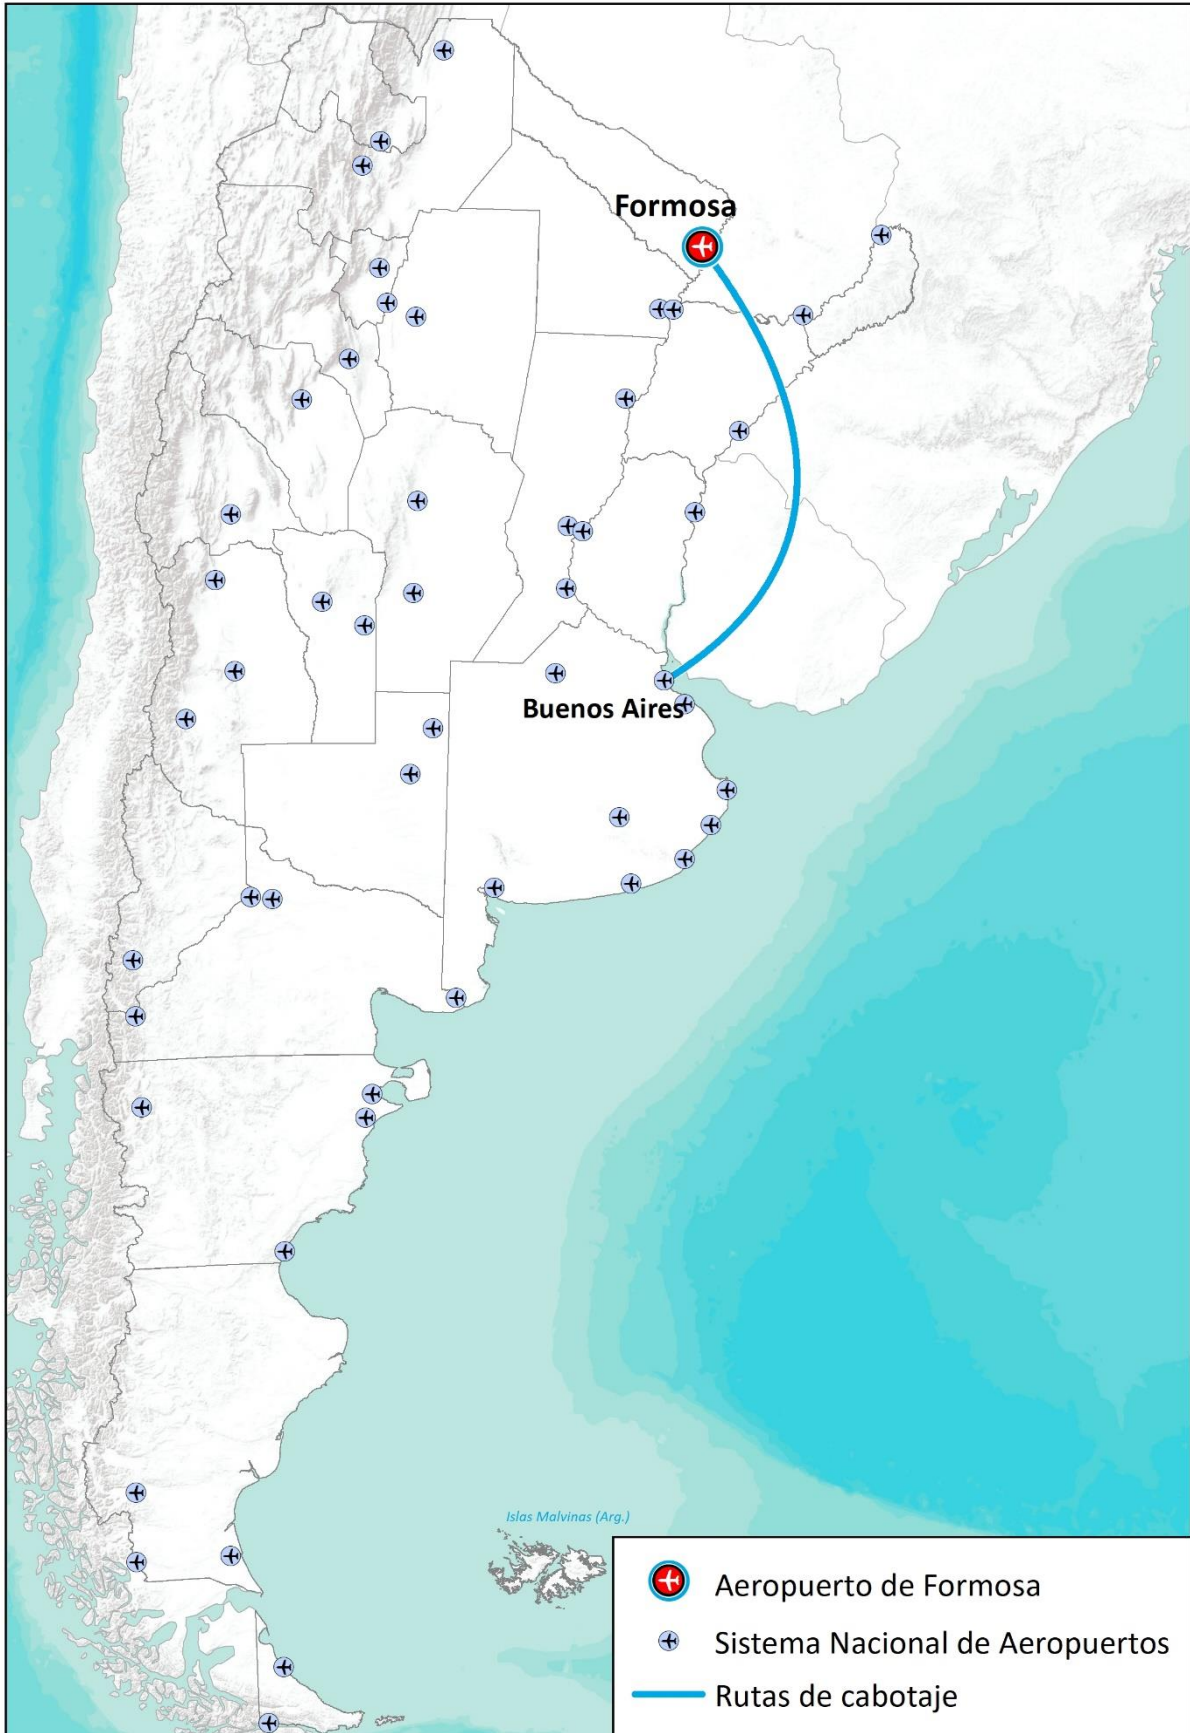 Formosa
Buenos Aires
Islas Malvinas (Arg.)
Aeropuerto de Formosa
Sistema Nacional de Aeropuertos
Rutas de cabotaje